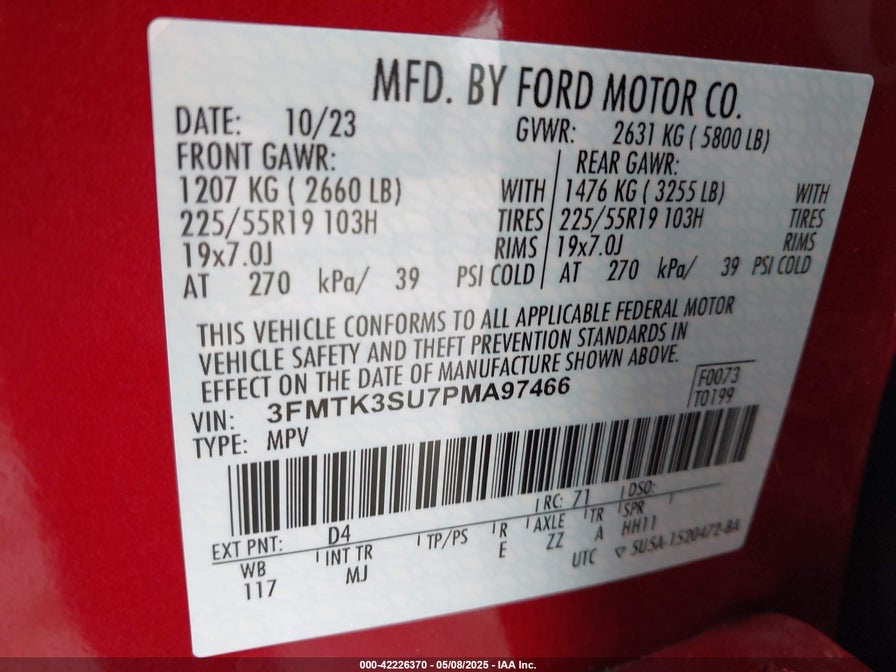 MFD. BY FORD MOTOR CO.
DATE: 10/23 GVWR: 2631 KG ( 5800 LB)
FRONT GAWR: REAR GAWR:
1207 KG ( 2660 LB) WITH 1476 KG ( 3255 LB) WITH
225/55R19 103H TIRES 225/55R19 103H TIRES
19x7.0J RIMS 19x7.0J RIMS
AT 270 kPa/ 39 PSI COLD AT 270 kPa/ 39 PSI COLD
THIS VEHICLE CONFORMS TO ALL APPLICABLE FEDERAL MOTOR
VEHICLE SAFETY AND THEFT PREVENTION STANDARDS IN
EFFECT ON THE DATE OF MANUFACTURE SHOWN ABOVE.
VIN: 3FMTK3SU7PMA97466 F0073
TYPE: MPV T0199
EXT PNT: D4 RC: 71 DSO:
WB INT TR TP/PS R AXLE TR SPR
117 MJ E ZZ A HH11
UTC ▽ 5U5A-1520472-BA
000-42226370 - 05/08/2025 - IAA Inc.